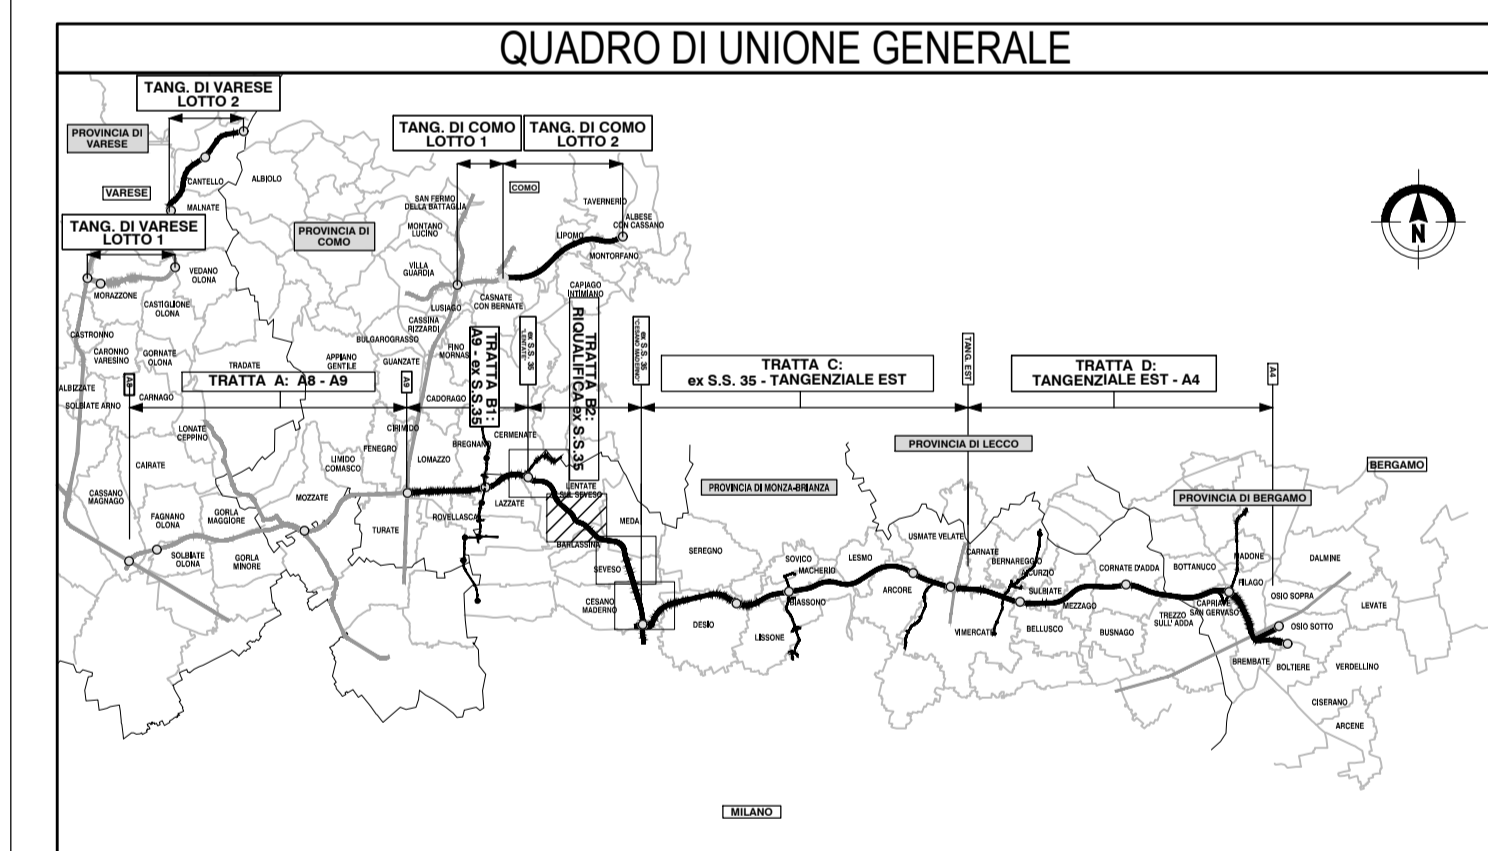 QUADRO DI UNIONE GENERALE
TANG. DI VARESE
LOTTO 2
PROVINCIA DI
VARESE
VARESE
CANTELLO
ALBIOLO
MALNATE
TANG. DI VARESE
LOTTO 1
PROVINCIA DI
COMO
TANG. DI COMO
LOTTO 1
TANG. DI COMO
LOTTO 2
COMO
SAN FERMO
DELLA BATTAGLIA
MONTANO
LUCINO
VILLA
GUARDIA
TAVERNERIO
ALBESE
CON CASSANO
LIPOMO
MONTORFANO
CAPIAGO
INTIMIANO
N
VEDANO
OLONA
MORAZZONE
CASTIGLIONE
OLONA
LUSIAGO
CASNATE
CON BERNATE
CASSINA
RIZZARDI
BULGAROGRASSO
FINO
MORNAS
CASTRONNO
CARONNO
VARESINO
GORNATE
OLONA
TRADATE
APPIANO
GENTILE
GUANZATE
ALBIZZATE
SOLBIATE ARNO
CARNAGO
A8
TRATTA A: A8 - A9
A9
CADORAGO
TRATTA B1:
A9 - ex S.S.35
ex S.S. 35
"LENTATE"
TRATTA B2:
RIQUALIFICA ex S.S.35
ex S.S. 35
"CESANO MADERNO"
TRATTA C:
ex S.S. 35 - TANGENZIALE EST
TANG. EST
TRATTA D:
TANGENZIALE EST - A4
A4
LONATE
CEPPINO
CIRIMIDO
FENEGRO
BREGNANO
CERMENATE
LIMIDO
COMASCO
LOMAZZO
CAIRATE
PROVINCIA DI LECCO
BERGAMO
CASSANO
MAGNAGO
MOZZATE
PROVINCIA DI MONZA-BRIANZA
PROVINCIA DI BERGAMO
FAGNANO
OLONA
GORLA
MAGGIORE
TURATE
ROVELLASCA
LAZZATE
LENTATE
SUL SEVESO
MEDA
BARLASSINA
SOLBIATE
OLONA
GORLA
MINORE
SEVESO
SEREGNO
SOVICO
MACHERIO
LESMO
USMATE VELATE
CARNATE
BERNAREGGIO
CORNATE D'ADDA
BOTTANUCO
MADONE
DALMINE
CESANO
MADERNO
DESIO
LISSONE
BIASSONO
ARCORE
VIMERCATE
SULBIATE
MEZZAGO
BELLUSCO
BUSNAGO
TREZZO
SULL' ADDA
CAPRIATE
SAN GERVASO
FILAGO
OSIO SOPRA
OSIO SOTTO
LEVATE
BREMBATE
BOLTIERE
VERDELLINO
CISERANO
ARCENE
MILANO